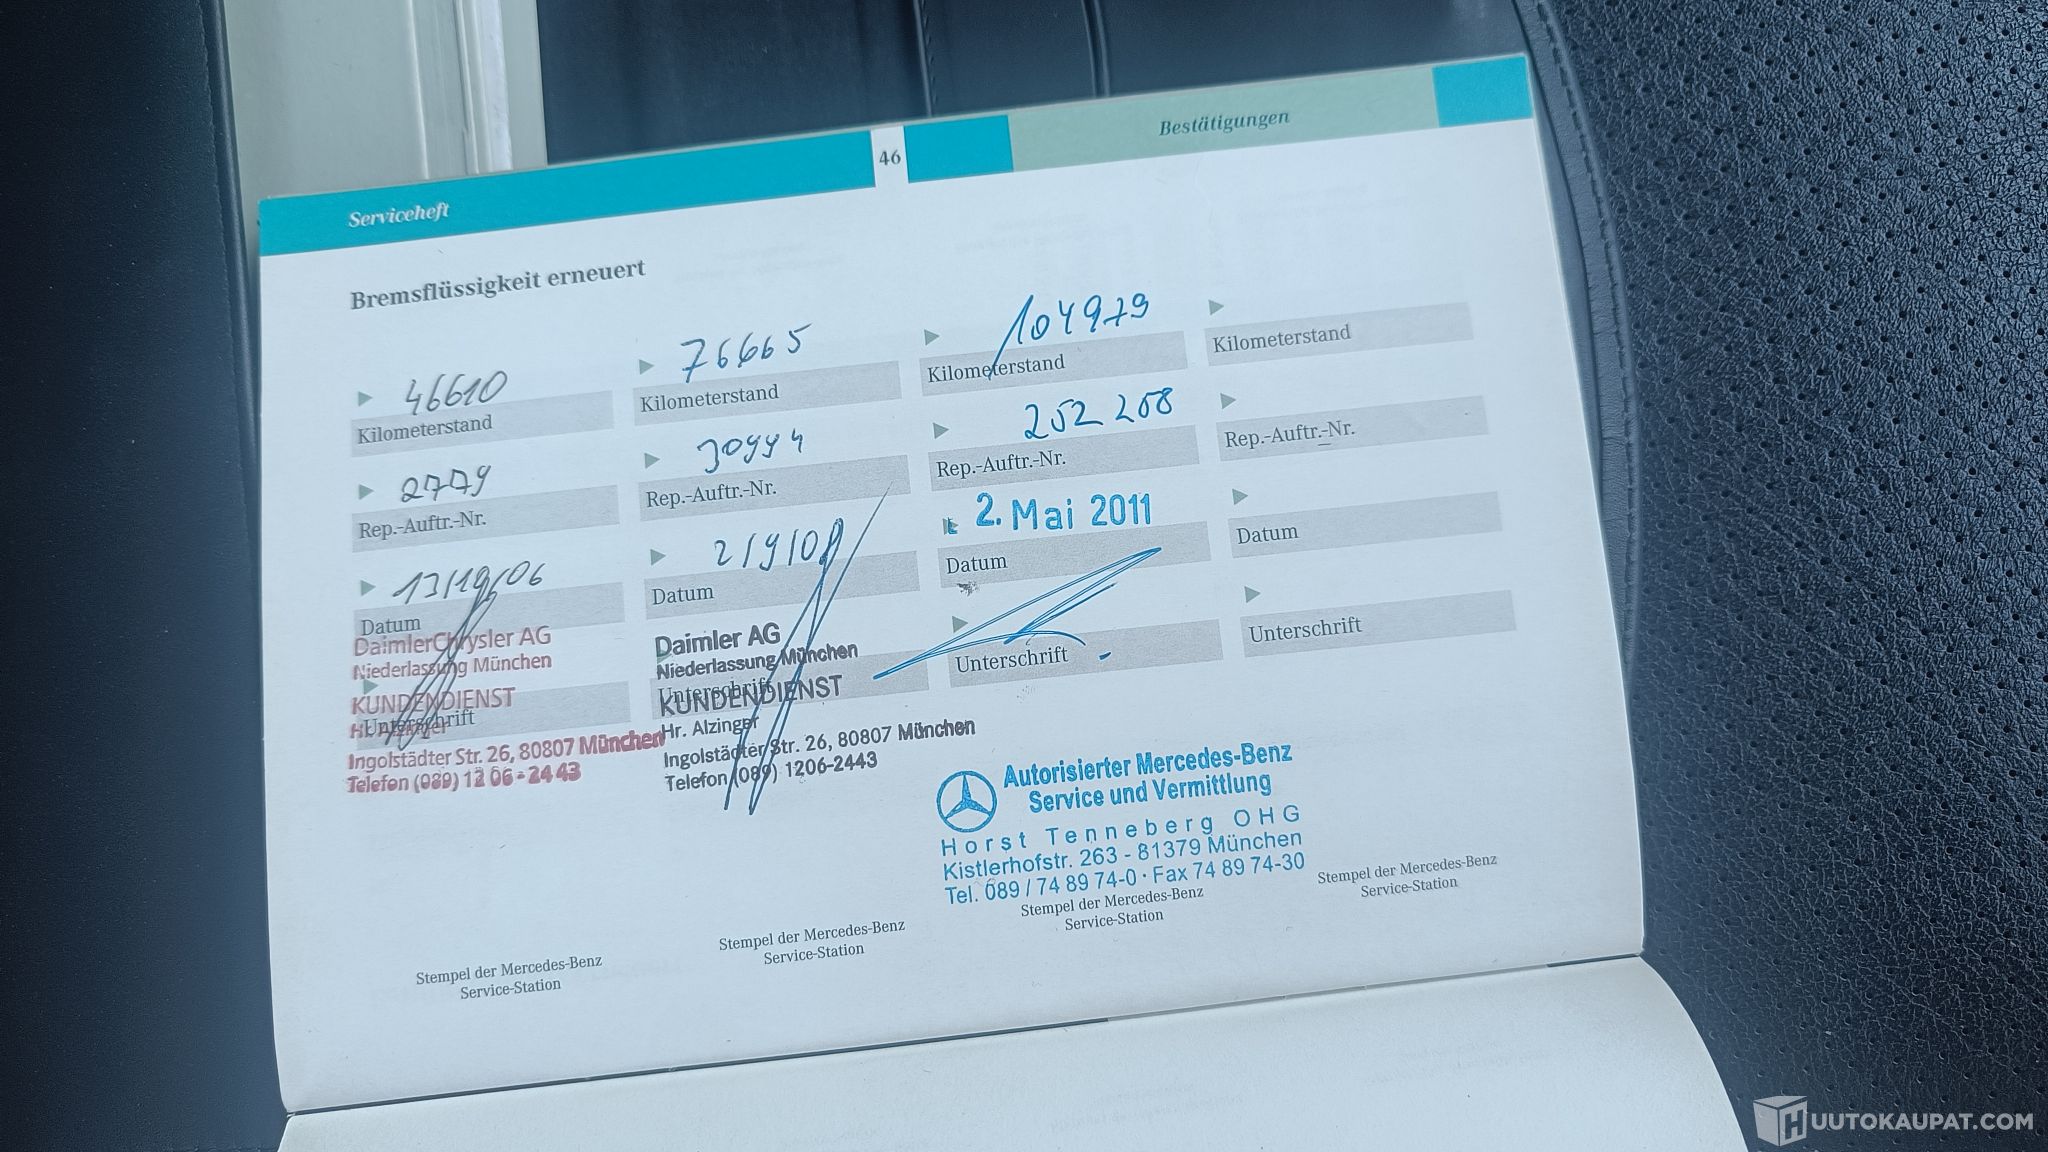 Serviceheft
46
Bestätigungen
Bremsflüssigkeit erneuert
46610
Kilometerstand
2779
Rep.-Auftr.-Nr.
Datum
DaimlerChrysler AG
Niederlassung München
KUNDENDIENST
Unterschrift
Ingolstädter Str. 26, 80807 München
Telefon (089) 12 06-2443
Stempel der Mercedes-Benz
Service-Station
76665
Kilometerstand
Rep.-Auftr.-Nr.
Datum
Daimler AG
Niederlassung München
Unterschrift
KUNDENDIENST
Hr. Alzinger
Ingolstädter Str. 26, 80807 München
Telefon (089) 1206-2443
Stempel der Mercedes-Benz
Service-Station
104979
Kilometerstand
252 208
Rep.-Auftr.-Nr.
2. Mai 2011
Datum
Unterschrift
Autorisierter Mercedes-Benz
Service und Vermittlung
Horst Tenneberg OHG
Kistlerhofstr. 263 - 81379 München
Tel. 089 / 74 89 74-0 · Fax 74 89 74-30
Stempel der Mercedes-Benz
Service-Station
Kilometerstand
Rep.-Auftr.-Nr.
Datum
Unterschrift
Stempel der Mercedes-Benz
Service-Station
HUUTOKAUPAT.COM